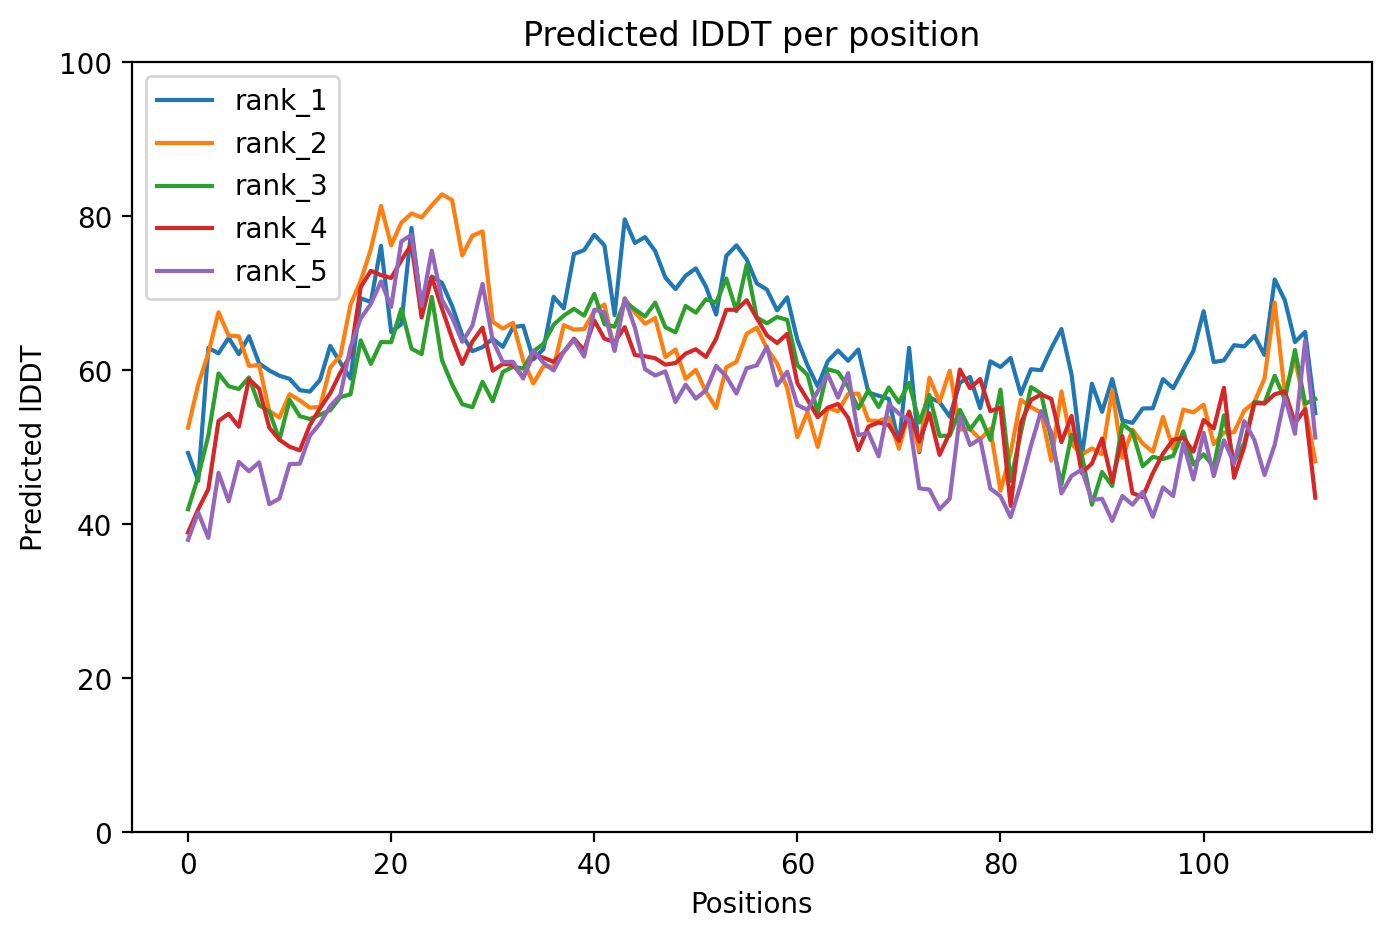 Predicted lDDT per position
100
80
60
40
20
0
Predicted lDDT
rank_1
rank_2
rank_3
rank_4
rank_5
0 20 40 60 80 100
Positions